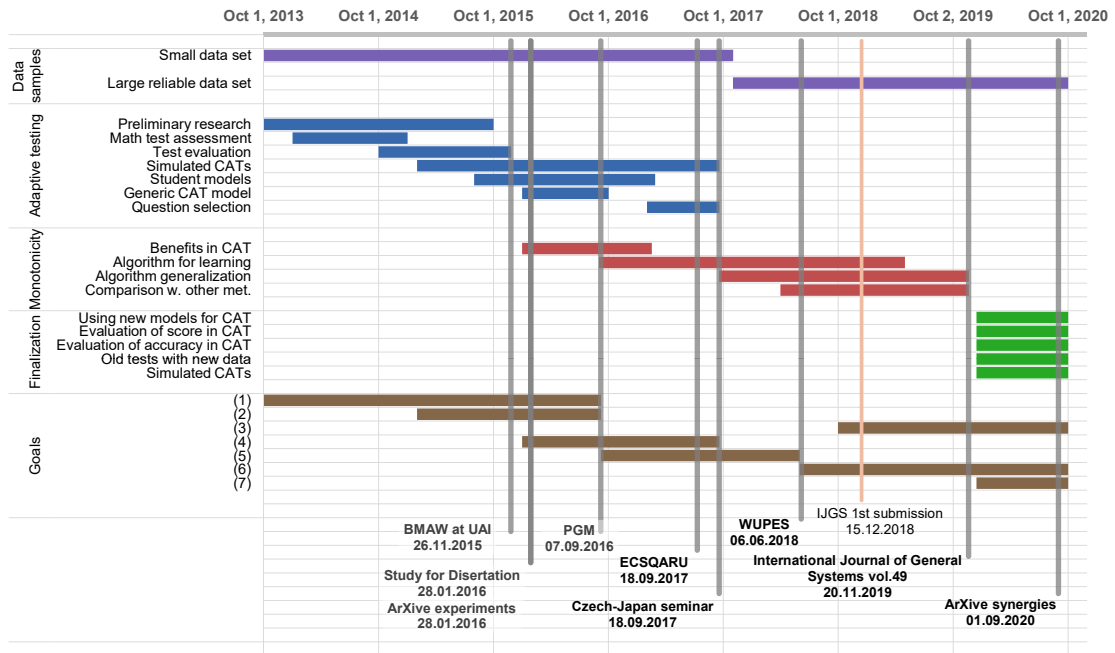 Oct 1, 2013 Oct 1, 2014 Oct 1, 2015 Oct 1, 2016 Oct 1, 2017 Oct 1, 2018 Oct 2, 2019 Oct 1, 2020
Data
samples
Small data set
Large reliable data set
Adaptive testing
Preliminary research
Math test assessment
Test evaluation
Simulated CATs
Student models
Generic CAT model
Question selection
Monotonicity
Benefits in CAT
Algorithm for learning
Algorithm generalization
Comparison w. other met.
Finalization
Using new models for CAT
Evaluation of score in CAT
Evaluation of accuracy in CAT
Old tests with new data
Simulated CATs
Goals
(1)
(2)
(3)
(4)
(5)
(6)
(7)
BMAW at UAI
26.11.2015
Study for Disertation
28.01.2016
ArXive experiments
28.01.2016
PGM
07.09.2016
ECSQARU
18.09.2017
Czech-Japan seminar
18.09.2017
WUPES
06.06.2018
IJGS 1st submission
15.12.2018
International Journal of General
Systems vol.49
20.11.2019
ArXive synergies
01.09.2020